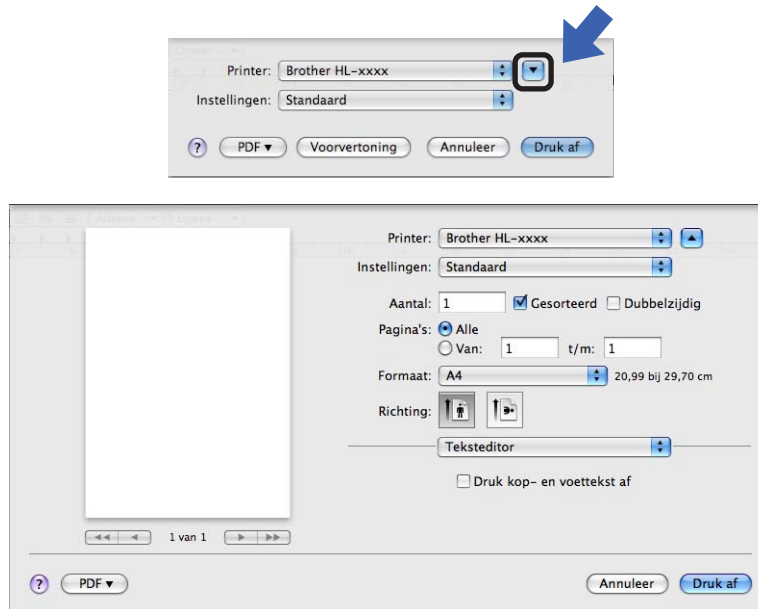 Printer: Brother HL-xxxx
Instellingen: Standaard
? PDF Voorvertoning Annuleer Druk af
Printer: Brother HL-xxxx
Instellingen: Standaard
Aantal: 1 Gesorteerd Dubbelzijdig
Pagina's: Alle
Van: 1 t/m: 1
Formaat: A4 20,99 bij 29,70 cm
Richting:
Teksteditor
Druk kop- en voettekst af
1 van 1
? PDF Annuleer Druk af